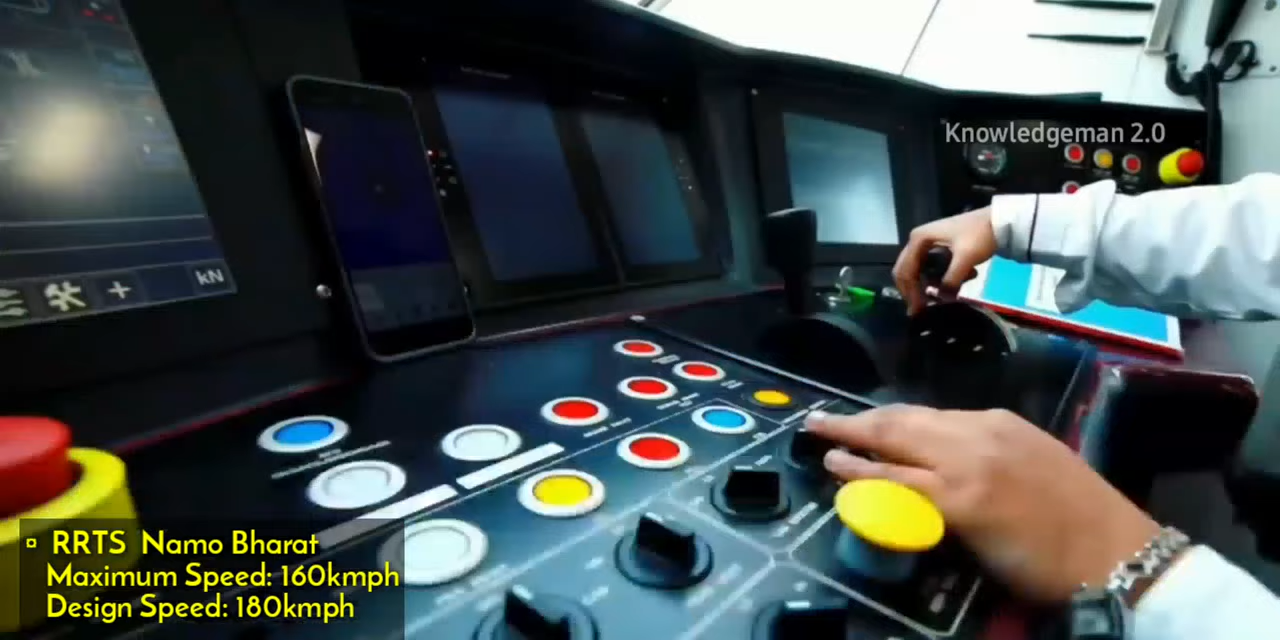 Knowledgeman 2.0
kN
RRTS Namo Bharat
Maximum Speed: 160kmph
Design Speed: 180kmph